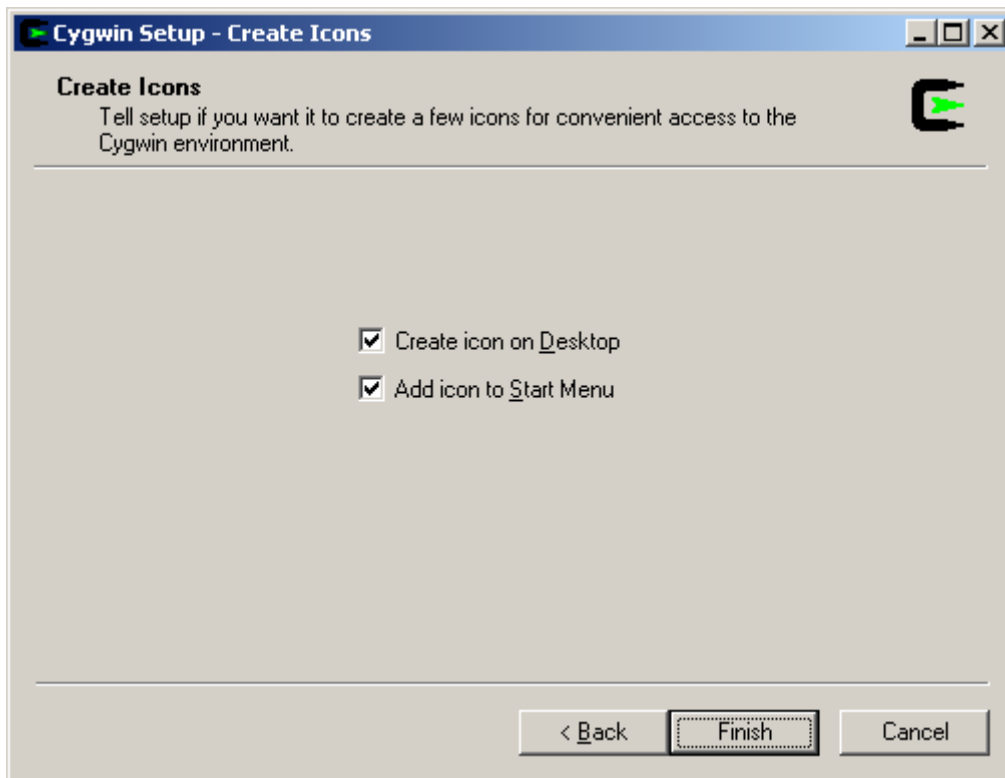 Cygwin Setup - Create Icons
Create Icons
Tell setup if you want it to create a few icons for convenient access to the
Cygwin environment.
Create icon on Desktop
Add icon to Start Menu
< Back Finish Cancel